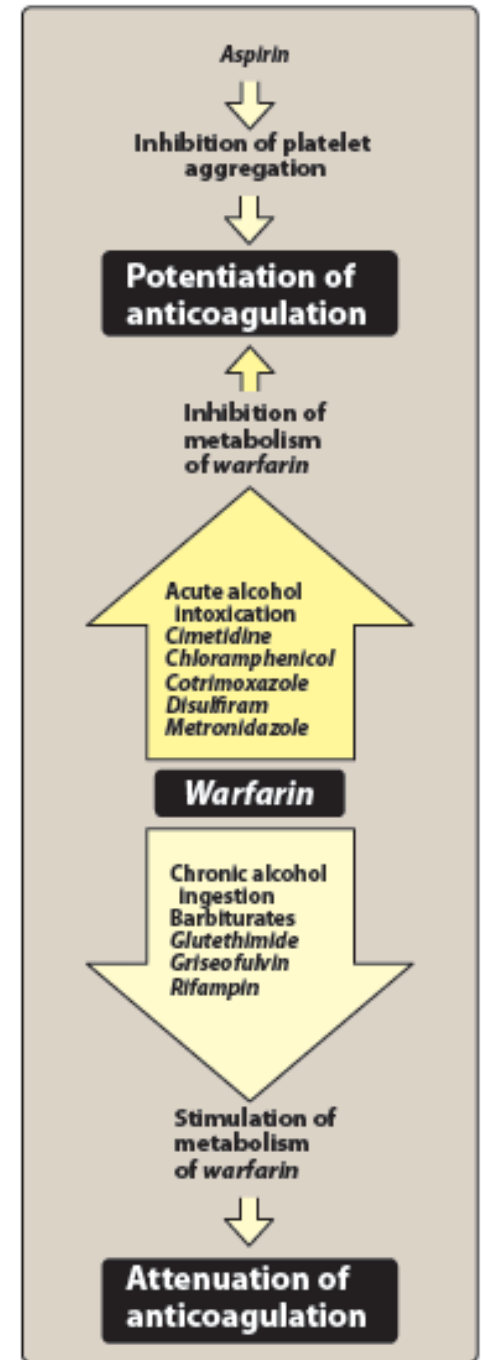 Aspirin
Inhibition of platelet
aggregation
Potentiation of
anticoagulation
Inhibition of
metabolism
of warfarin
Acute alcohol
intoxication
Cimetidine
Chloramphenicol
Cotrimoxazole
Disulfiram
Metronidazole
Warfarin
Chronic alcohol
ingestion
Barbiturates
Glutethimide
Griseofulvin
Rifampin
Stimulation of
metabolism
of warfarin
Attenuation of
anticoagulation